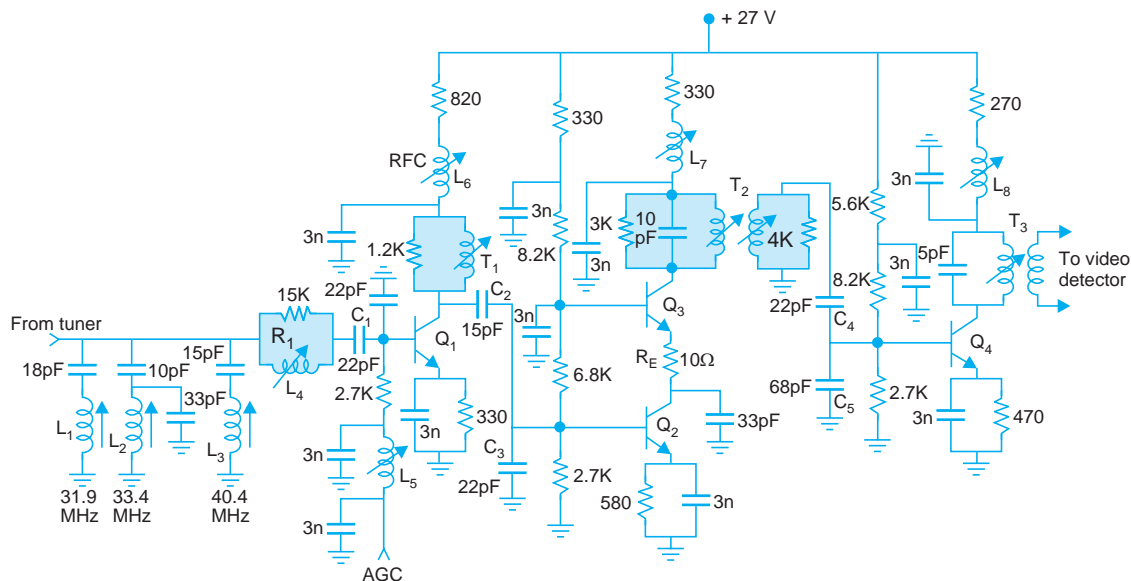 + 27 V
820
330
330
270
RFC
L6
L7
L8
3n
3n
3K
10
pF
3n
T2
4K
5.6K
3n
T3
5pF
To video
detector
3n
1.2K
T1
8.2K
8.2K
3n
22pF
C2
15pF
3n
Q3
22pF
C4
From tuner
15K
R1
L4
C1
22pF
Q1
RE
10Ω
Q4
18pF
10pF
15pF
33pF
2.7K
3n
330
6.8K
68pF
C5
2.7K
3n
470
L1
L2
L3
3n
L5
C3
22pF
Q2
33pF
2.7K
580
3n
31.9
MHz
33.4
MHz
40.4
MHz
3n
AGC